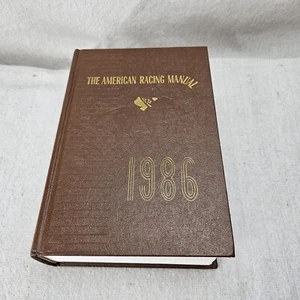 THE AMERICAN RACING MANUAL
1986